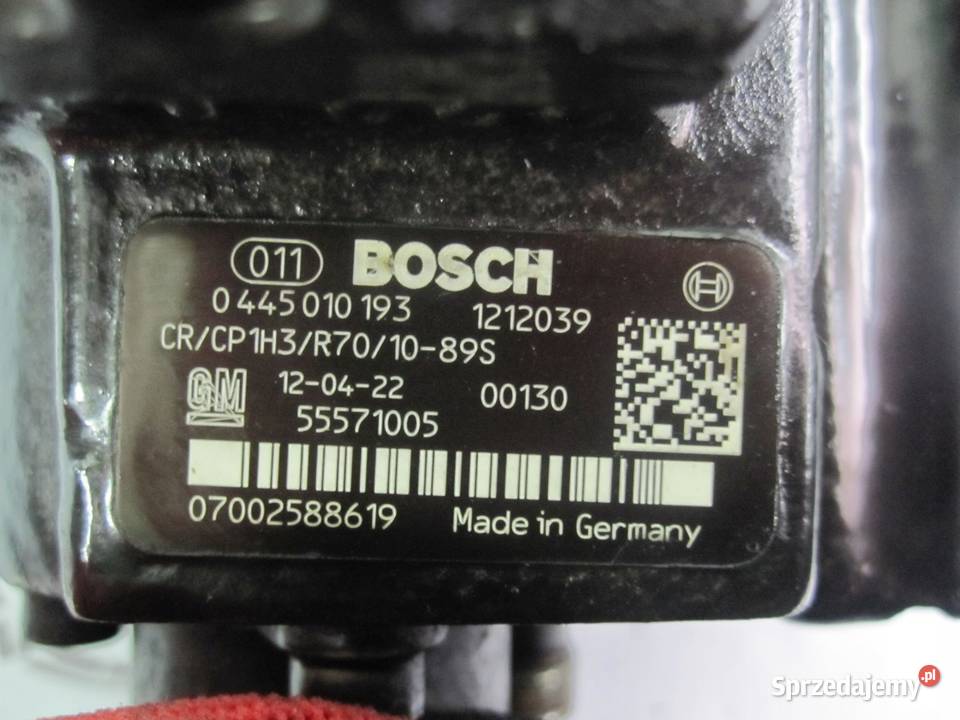 011 BOSCH
0 445 010 193 1212039
CR/CP1H3/R70/10-89S
GM 12-04-22 00130
55571005
07002588619 Made in Germany
Sprzedajemy.pl